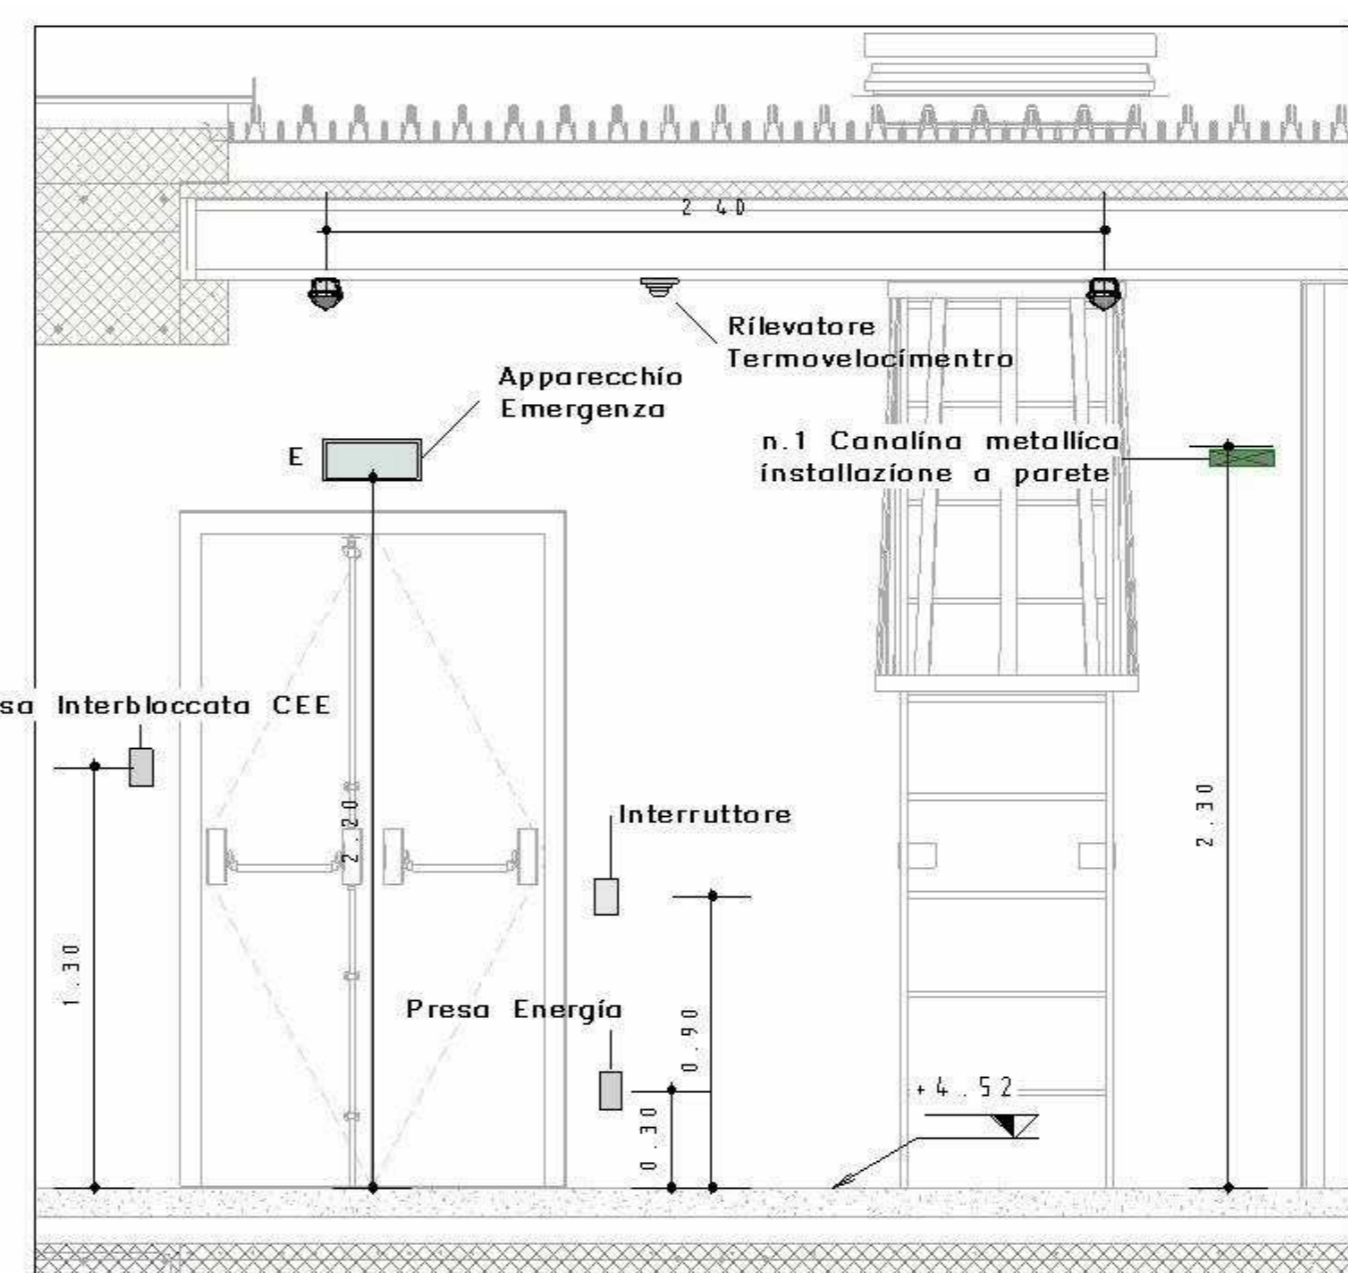 2.40
Rilevatore
Termovelocimentro
Apparecchio
Emergenza
E
n.1 Canalina metallica
installazione a parete
sa Interbloccata CEE
2.20
2.30
Interruttore
1.30
Presa Energia
0.90
0.30
+4.52